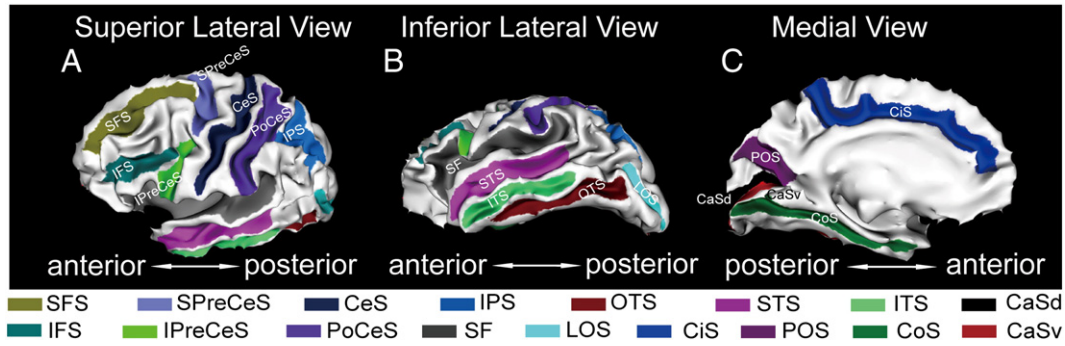 Superior Lateral View Inferior Lateral View Medial View
A B C
SPreCeS
CeS
SFS
PoCeS
IPS
IFS
IPreCeS
SF
STS
ITS
OTS
LOS
CiS
POS
CaSd
CaSv
CoS
anterior posterior anterior posterior posterior anterior
SFS SPreCeS CeS IPS OTS STS ITS CaSd
IFS IPreCeS PoCeS SF LOS CiS POS CoS CaSv